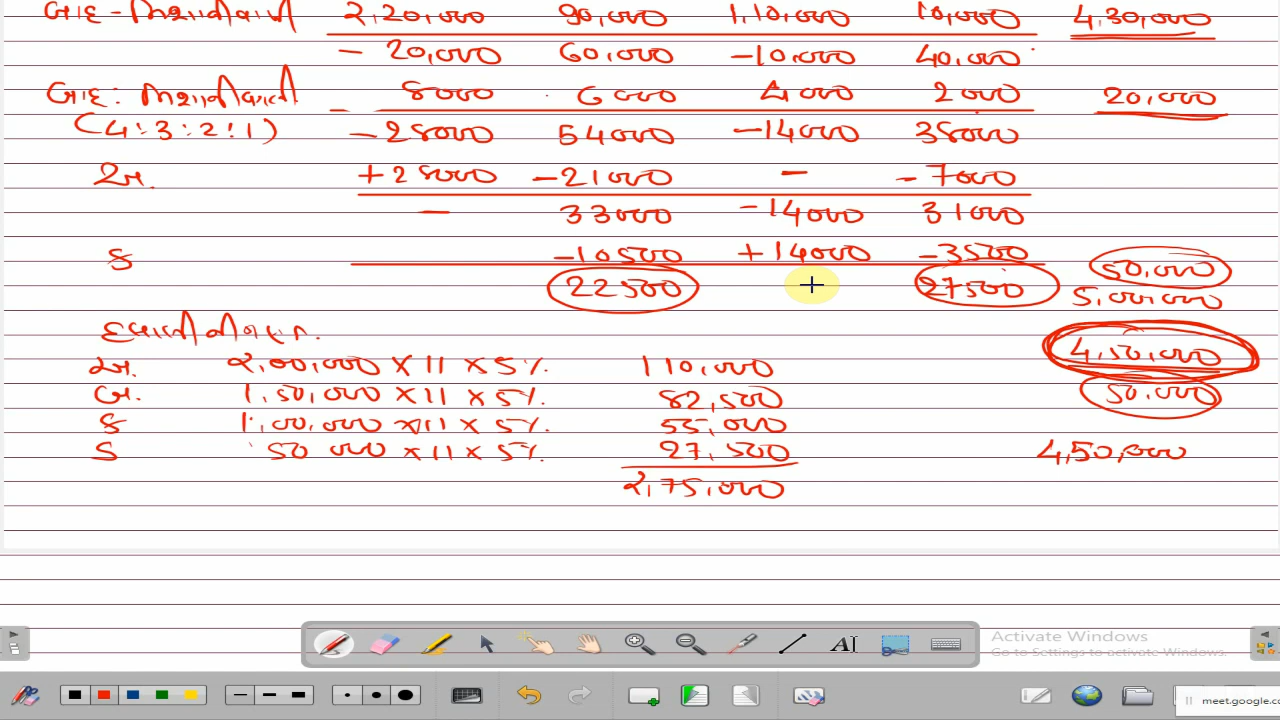 બાદ - મશાનીવાર્ત 2,20,000 90,000 1,10,000 10,000 4,30,000
- 20,000 60,000 -10,000 40,000
બાદ : 8000 6000 4000 2000 20,000
(4:3:2:1) - 28000 54000 -14000 38000
અ. +28000 -21000 - -7000
- 33000 -14000 31000
ક -10500 +14000 -3500 50,000
22500 27500 5,00,000
4,50,000
અ. 2,00,000 × 11 × 5%. 110,000
બ. 1,50,000 × 11 × 5%. 82,500 50,000
ક 1,00,000 × 11 × 5%. 55,000
ડ 50 000 × 11 × 5%. 27,500 4,50,000
2,75,000
Activate Windows
Go to Settings to activate Windows.
AI
meet.google.co